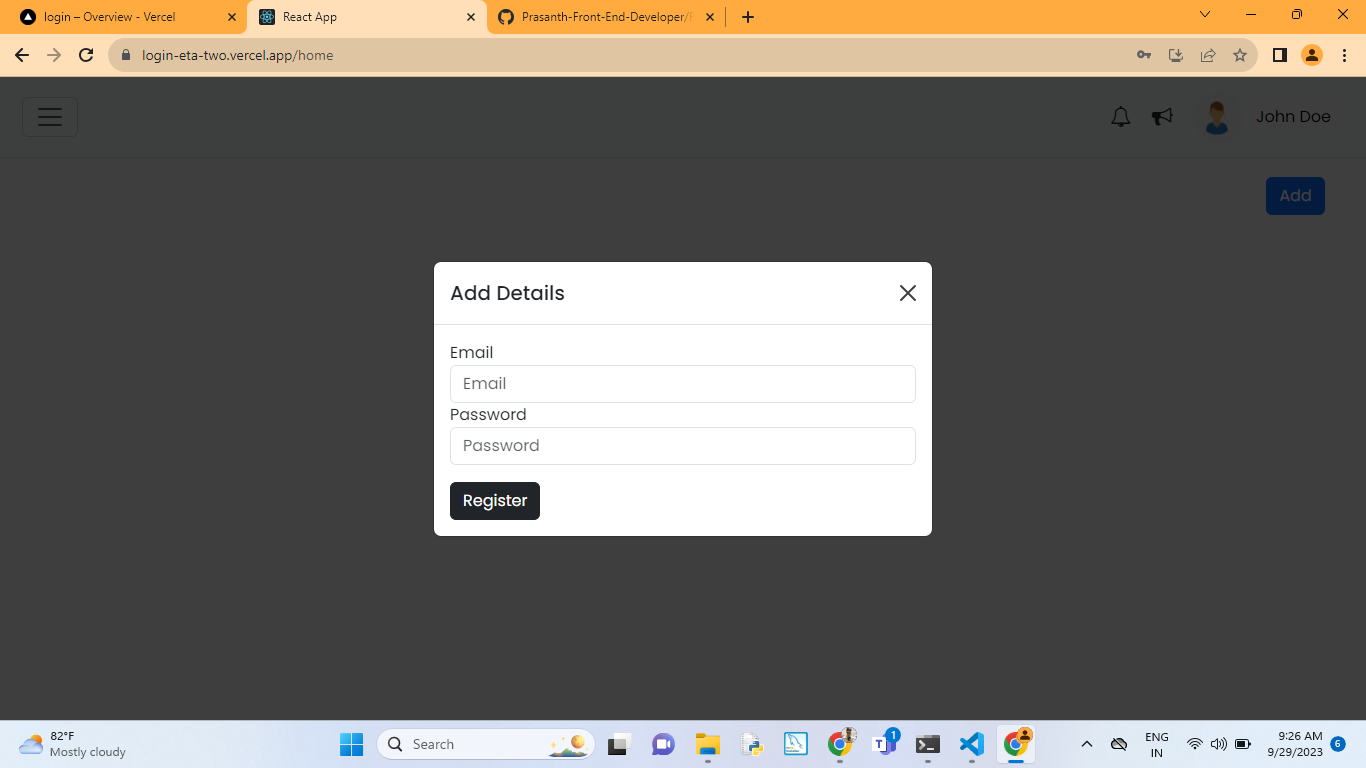 login – Overview - Vercel
React App
Prasanth-Front-End-Developer/
login-eta-two.vercel.app/home
John Doe
Add
Add Details
Email
Email
Password
Password
Register
82°F
Mostly cloudy
Search
1
ENG
IN
9:26 AM
9/29/2023
6